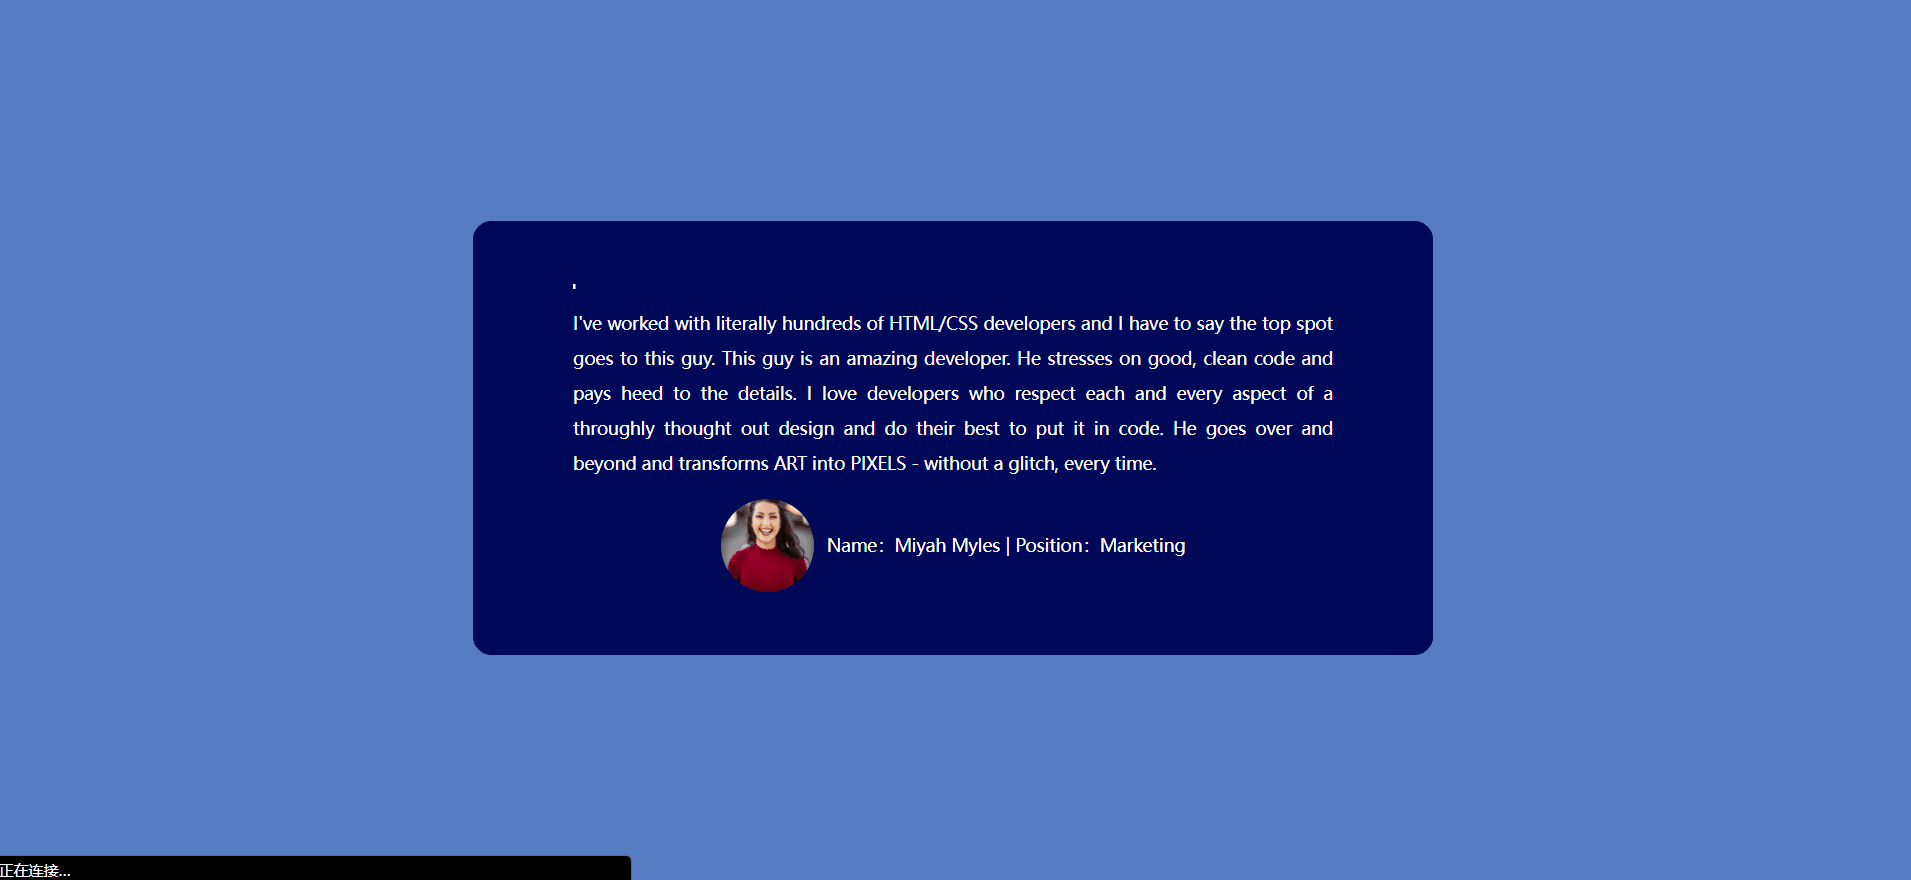 I've worked with literally hundreds of HTML/CSS developers and I have to say the top spot
goes to this guy. This guy is an amazing developer. He stresses on good, clean code and
pays heed to the details. I love developers who respect each and every aspect of a
throughly thought out design and do their best to put it in code. He goes over and
beyond and transforms ART into PIXELS - without a glitch, every time.
Name：Miyah Myles | Position：Marketing
正在连接...